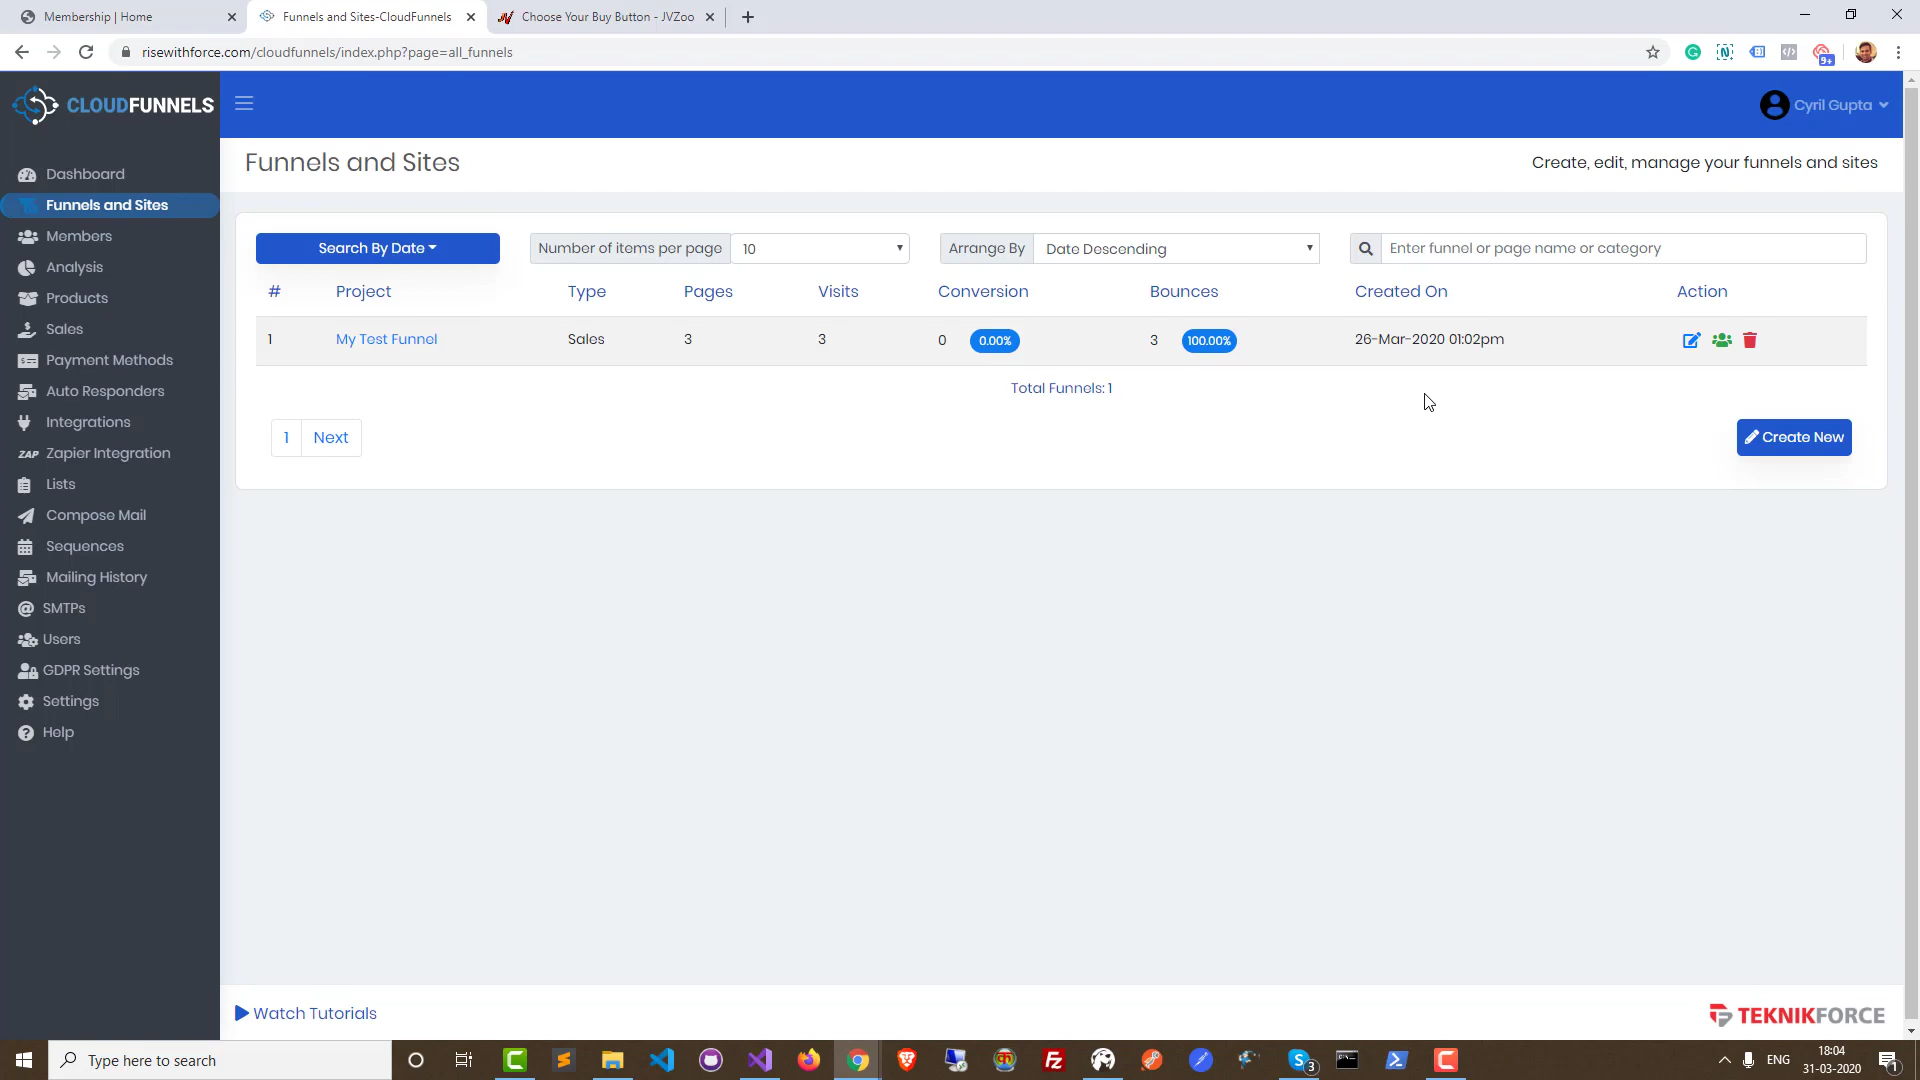 Membership | Home
Funnels and Sites-CloudFunnels
Choose Your Buy Button - JVZoo
risewithforce.com/cloudfunnels/index.php?page=all_funnels
9+
CLOUDFUNNELS
Cyril Gupta
Funnels and Sites
Create, edit, manage your funnels and sites
Dashboard
Funnels and Sites
Members
Analysis
Products
Sales
Payment Methods
Auto Responders
Integrations
ZAP Zapier Integration
Lists
Compose Mail
Sequences
Mailing History
SMTPs
Users
GDPR Settings
Settings
Help
Search By Date
Number of items per page 10
Arrange By Date Descending
Enter funnel or page name or category
# Project Type Pages Visits Conversion Bounces Created On Action
1 My Test Funnel Sales 3 3 0 0.00% 3 100.00% 26-Mar-2020 01:02pm
Total Funnels: 1
1 Next
Create New
Watch Tutorials
TEKNIKFORCE
Type here to search
3
ENG
18:04
31-03-2020
1